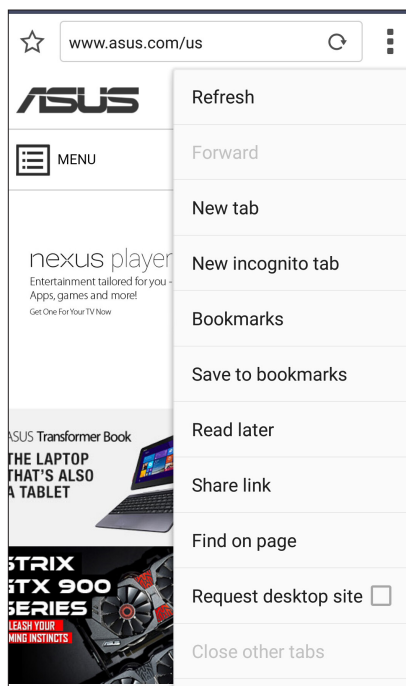 www.asus.com/us
ASUS
MENU
nexus player
Entertainment tailored for you -
Apps, games and more!
Get One For Your TV Now
ASUS Transformer Book
THE LAPTOP
THAT'S ALSO
A TABLET
STRIX
GTX 900
SERIES
LEASH YOUR
MING INSTINCTS
Refresh
Forward
New tab
New incognito tab
Bookmarks
Save to bookmarks
Read later
Share link
Find on page
Request desktop site
Close other tabs